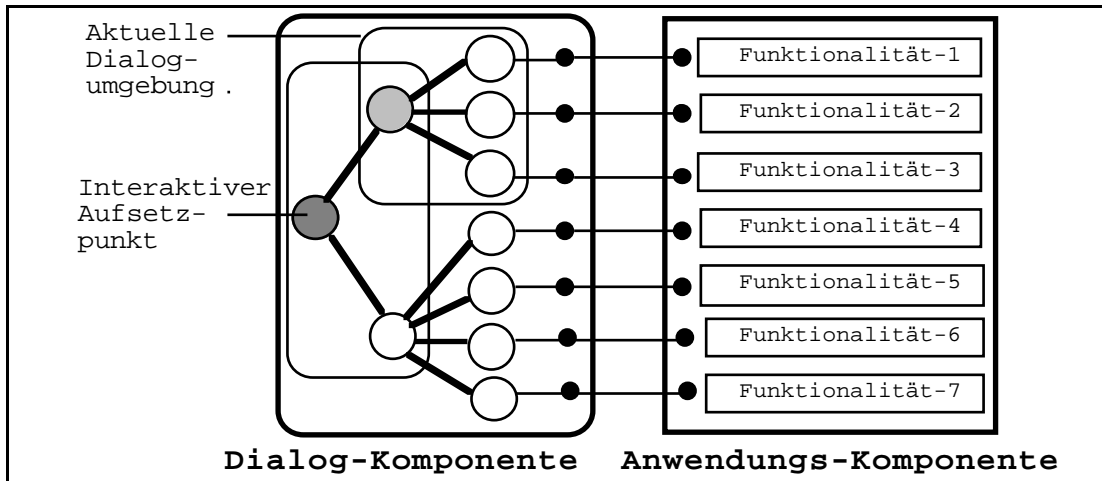 Aktuelle
Dialog-
umgebung .
Interaktiver
Aufsetz-
punkt
Funktionalität-1
Funktionalität-2
Funktionalität-3
Funktionalität-4
Funktionalität-5
Funktionalität-6
Funktionalität-7
Dialog-Komponente
Anwendungs-Komponente